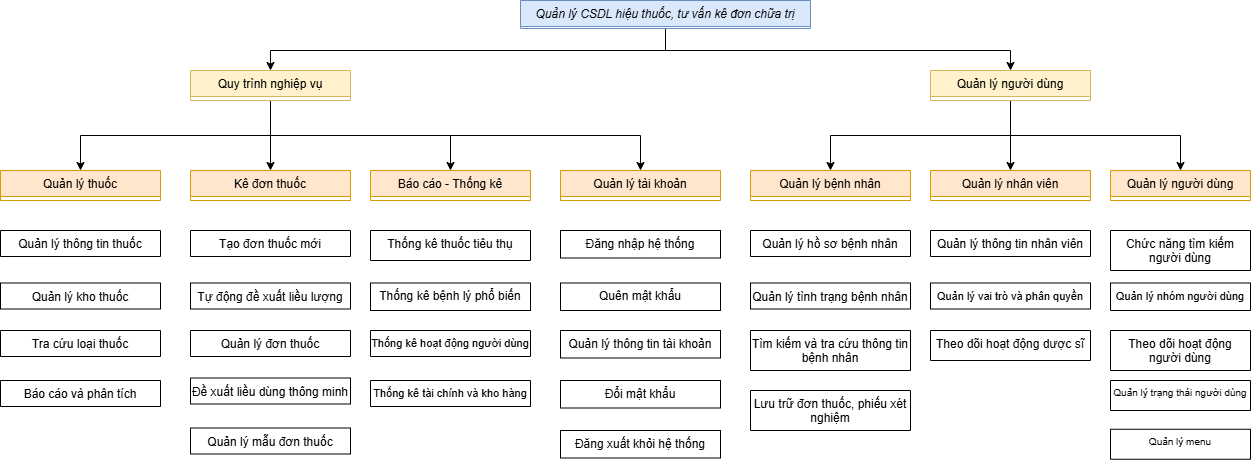 Quản lý CSDL hiệu thuốc, tư vấn kê đơn chữa trị
Quy trình nghiệp vụ
Quản lý người dùng
Quản lý thuốc
Kê đơn thuốc
Báo cáo - Thống kê
Quản lý tài khoản
Quản lý bệnh nhân
Quản lý nhân viên
Quản lý người dùng
Quản lý thông tin thuốc
Quản lý kho thuốc
Tra cứu loại thuốc
Báo cáo và phân tích
Tạo đơn thuốc mới
Tự động đề xuất liều lượng
Quản lý đơn thuốc
Đề xuất liều dùng thông minh
Quản lý mẫu đơn thuốc
Thống kê thuốc tiêu thụ
Thống kê bệnh lý phổ biến
Thống kê hoạt động người dùng
Thống kê tài chính và kho hàng
Đăng nhập hệ thống
Quên mật khẩu
Quản lý thông tin tài khoản
Đổi mật khẩu
Đăng xuất khỏi hệ thống
Quản lý hồ sơ bệnh nhân
Quản lý tình trạng bệnh nhân
Tìm kiếm và tra cứu thông tin
bệnh nhân
Lưu trữ đơn thuốc, phiếu xét
nghiệm
Quản lý thông tin nhân viên
Quản lý vai trò và phân quyền
Theo dõi hoạt động dược sĩ
Chức năng tìm kiếm
người dùng
Quản lý nhóm người dùng
Theo dõi hoạt động
người dùng
Quản lý trạng thái người dùng
Quản lý menu